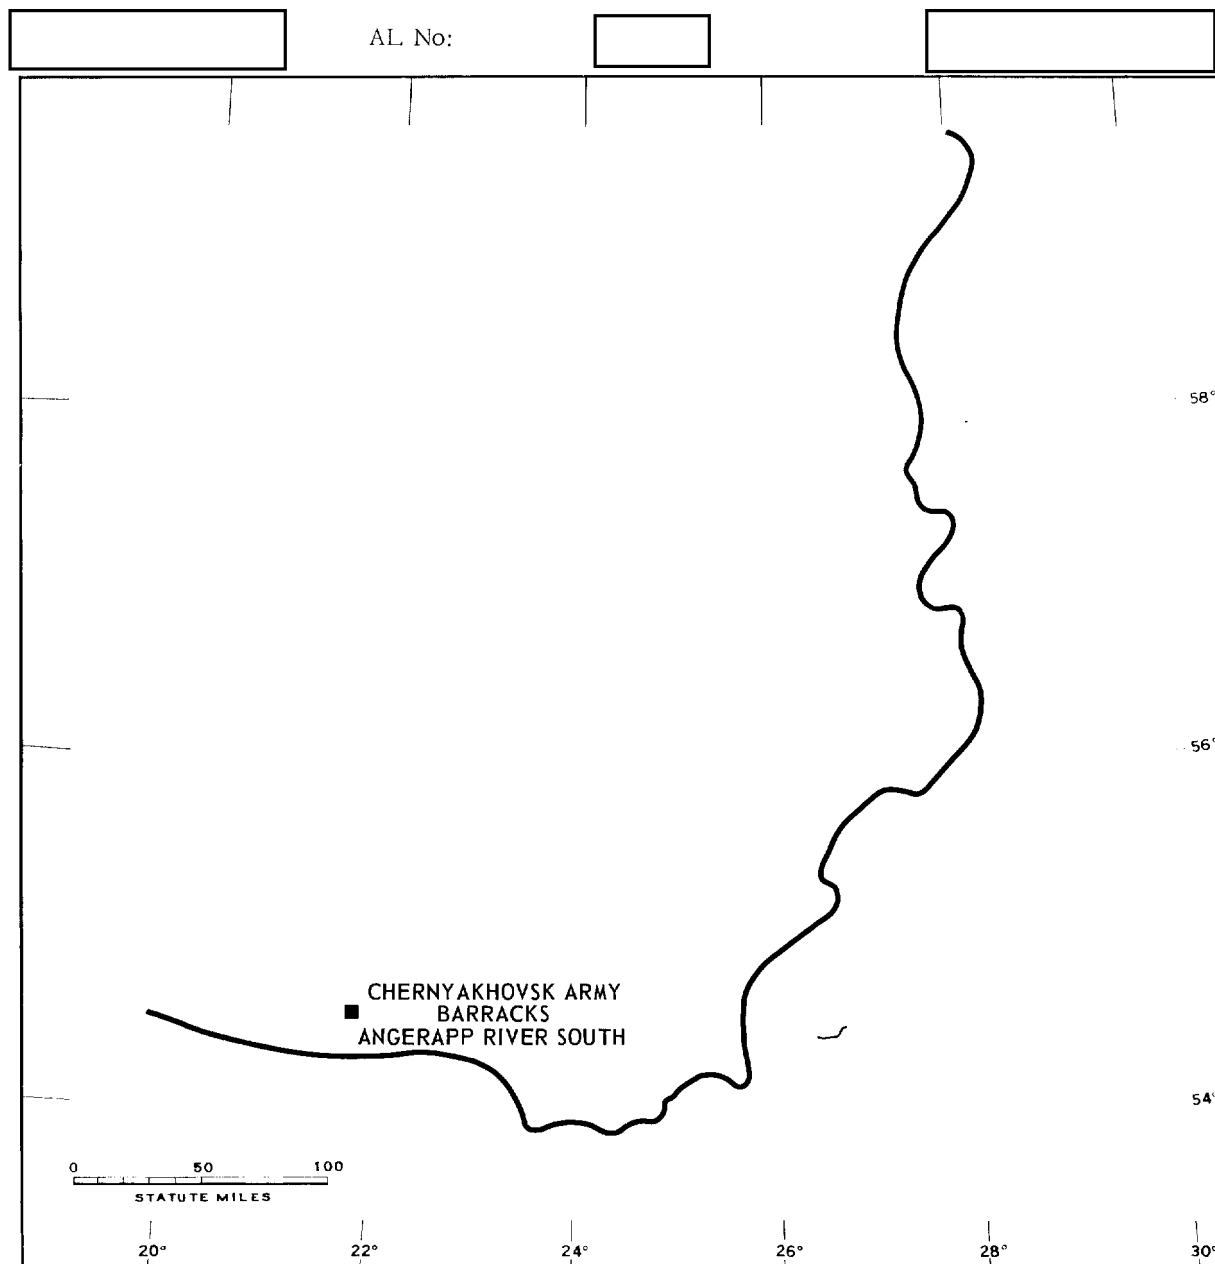 AL No:
58°
56°
CHERNYAKHOVSK ARMY
BARRACKS
ANGERAPP RIVER SOUTH
54°
0 50 100
STATUTE MILES
20° 22° 24° 26° 28° 30°